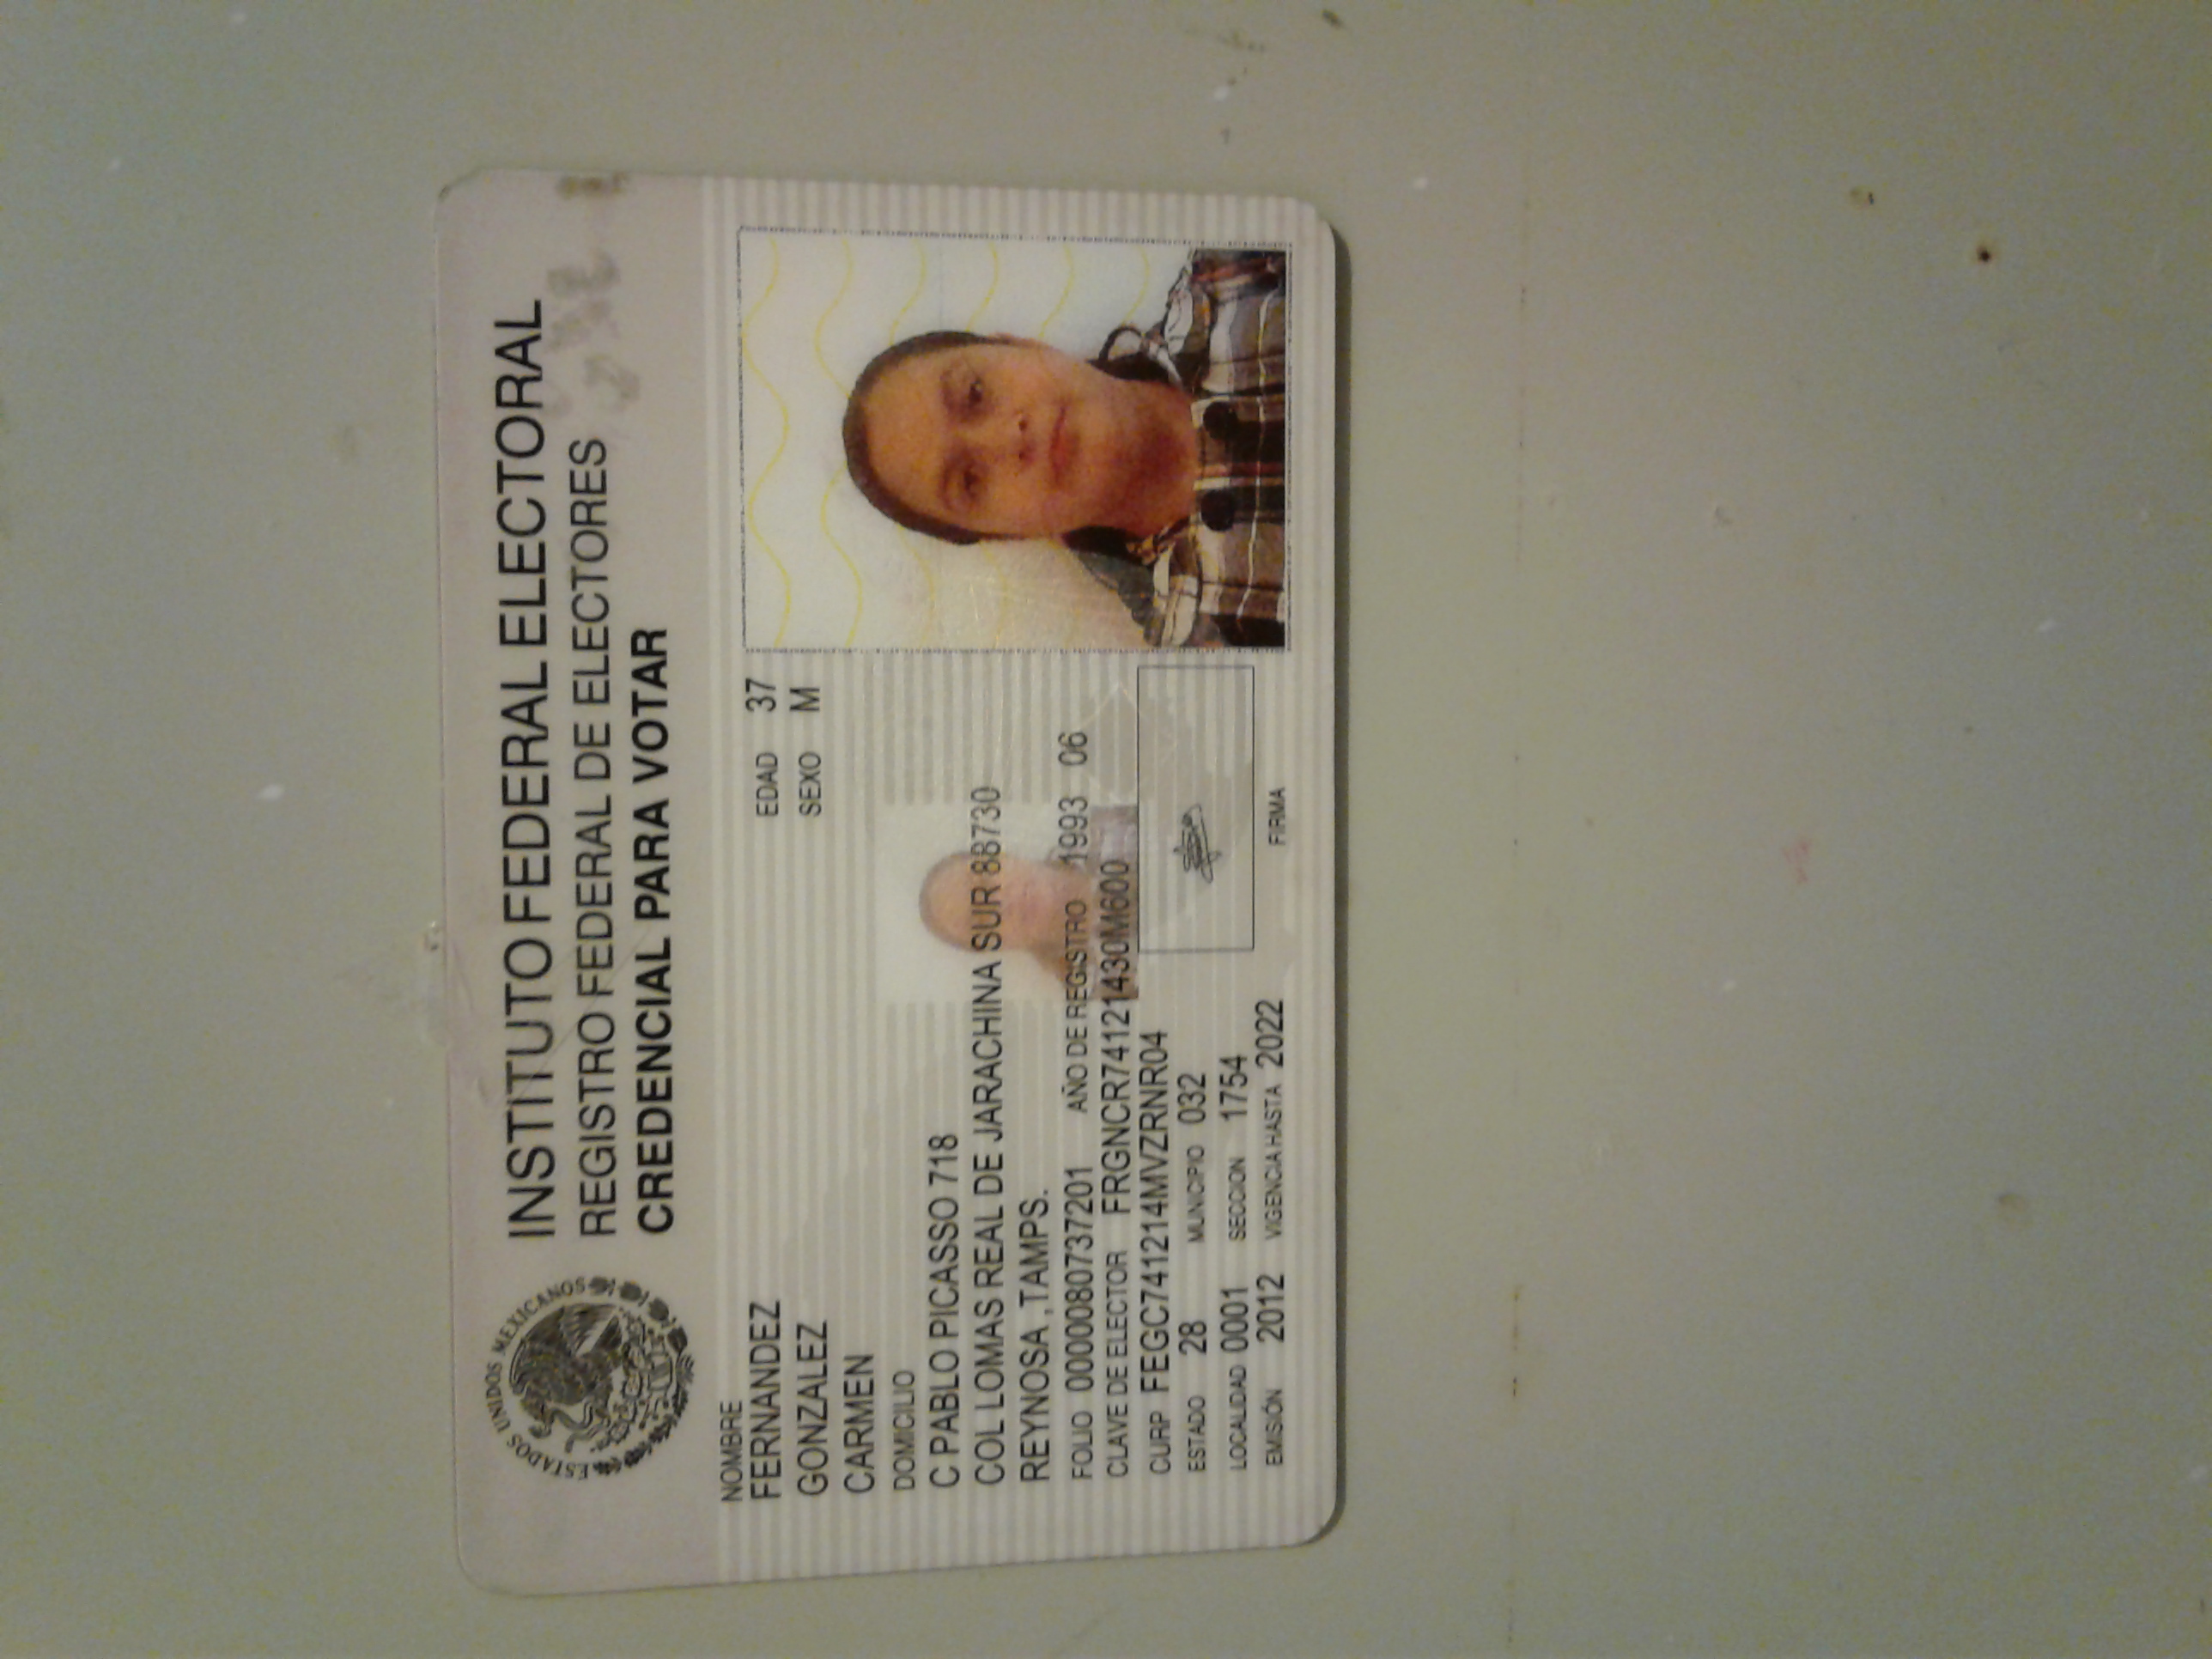 ESTADOS UNIDOS MEXICANOS
INSTITUTO FEDERAL ELECTORAL
REGISTRO FEDERAL DE ELECTORES
CREDENCIAL PARA VOTAR
NOMBRE
FERNANDEZ EDAD 37
GONZALEZ SEXO M
CARMEN
DOMICILIO
C PABLO PICASSO 718
COL LOMAS REAL DE JARACHINA SUR 88730
REYNOSA ,TAMPS.
FOLIO 0000080737201 AÑO DE REGISTRO 1993 06
CLAVE DE ELECTOR FRGNCR74121430M600
CURP FEGC741214MVZRNR04
ESTADO 28 MUNICIPIO 032
LOCALIDAD 0001 SECCION 1754
EMISIÓN 2012 VIGENCIA HASTA 2022 FIRMA